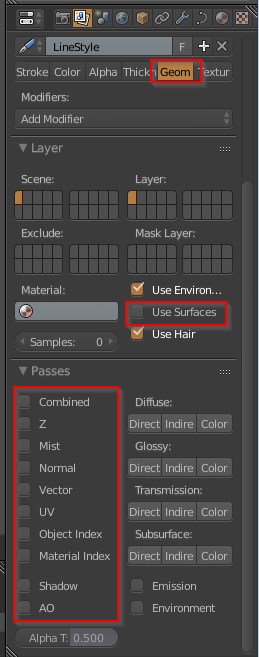 LineStyle F
Stroke Color Alpha Thickn Geom Textur
Modifiers:
Add Modifier
Layer
Scene: Layer:
Exclude: Mask Layer:
Material: Use Environ...
Use Surfaces
Samples: 0 Use Hair
Passes
Combined Diffuse:
Z Direct Indire Color
Mist Glossy:
Normal Direct Indire Color
Vector Transmission:
UV Direct Indire Color
Object Index Subsurface:
Material Index Direct Indire Color
Shadow Emission
AO Environment
Alpha T: 0.500